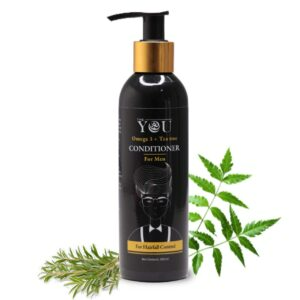 YOU
Omega 3 + Tea tree
CONDITIONER
For Men
For Hairfall Control